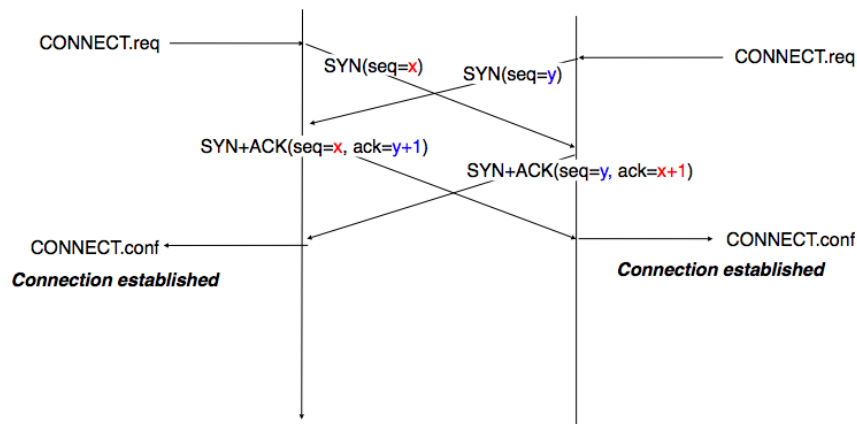 CONNECT.req
CONNECT.req
SYN(seq=x)
SYN(seq=y)
SYN+ACK(seq=x, ack=y+1)
SYN+ACK(seq=y, ack=x+1)
CONNECT.conf
CONNECT.conf
Connection established
Connection established